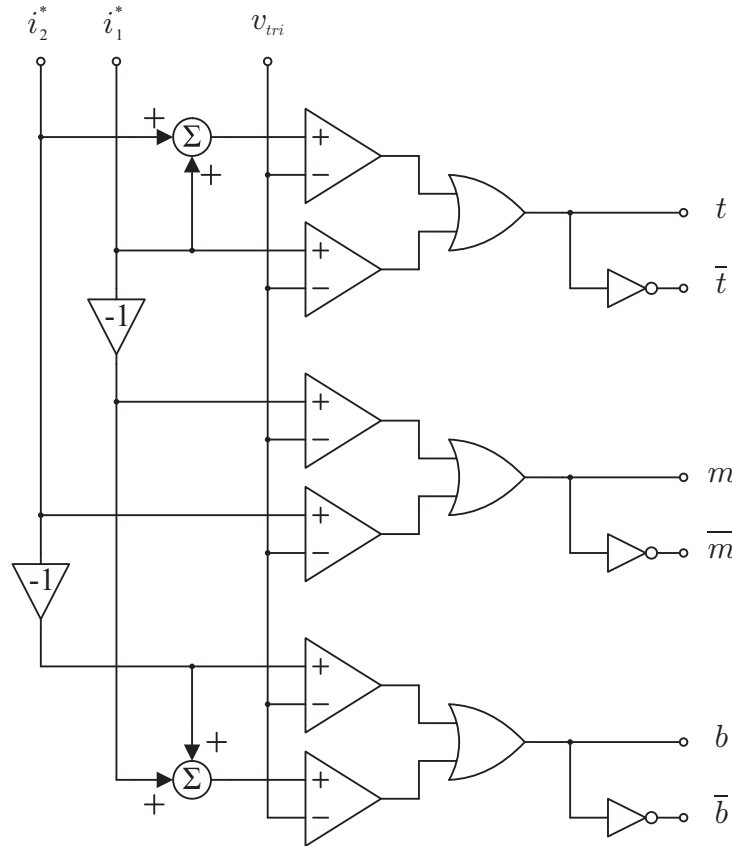 i₂* i₁* v_tri
+ Σ + −
+
+ −
t
t̅
-1
+ −
+ −
m
m̅
-1
+ −
+
+ Σ + −
b
b̅